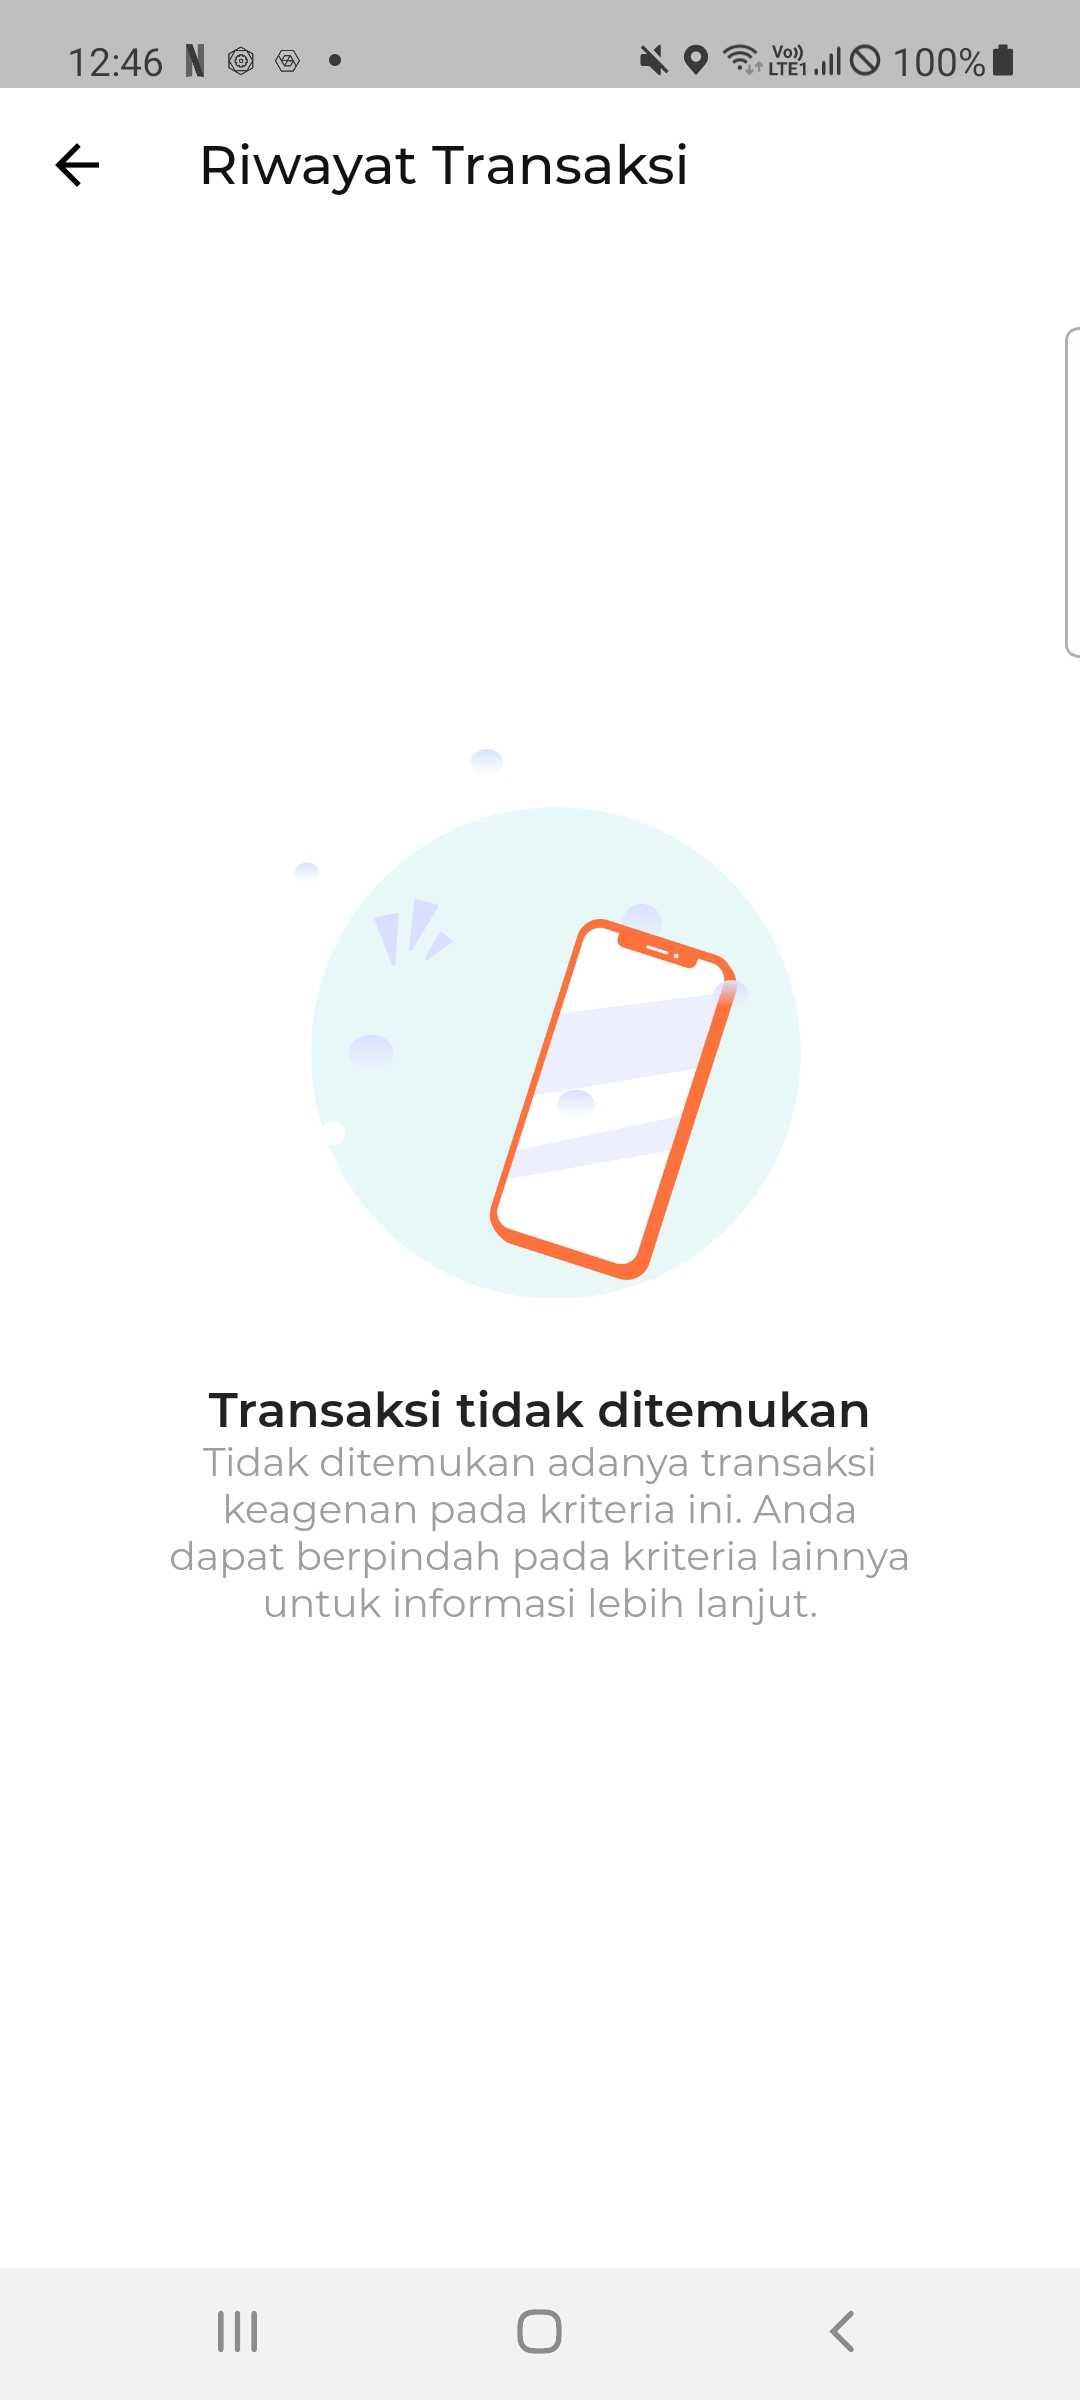 12:46
Vo)) LTE1 100%
Riwayat Transaksi
Transaksi tidak ditemukan
Tidak ditemukan adanya transaksi
keagenan pada kriteria ini. Anda
dapat berpindah pada kriteria lainnya
untuk informasi lebih lanjut.